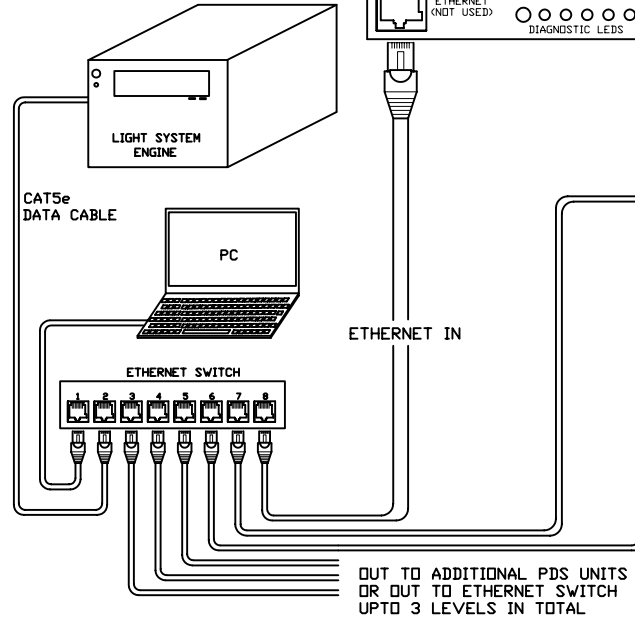 ETHERNET
(NOT USED)
DIAGNOSTIC LEDS
LIGHT SYSTEM
ENGINE
CAT5e
DATA CABLE
PC
ETHERNET IN
ETHERNET SWITCH
1 2 3 4 5 6 7 8
OUT TO ADDITIONAL PDS UNITS
OR OUT TO ETHERNET SWITCH
UPTO 3 LEVELS IN TOTAL